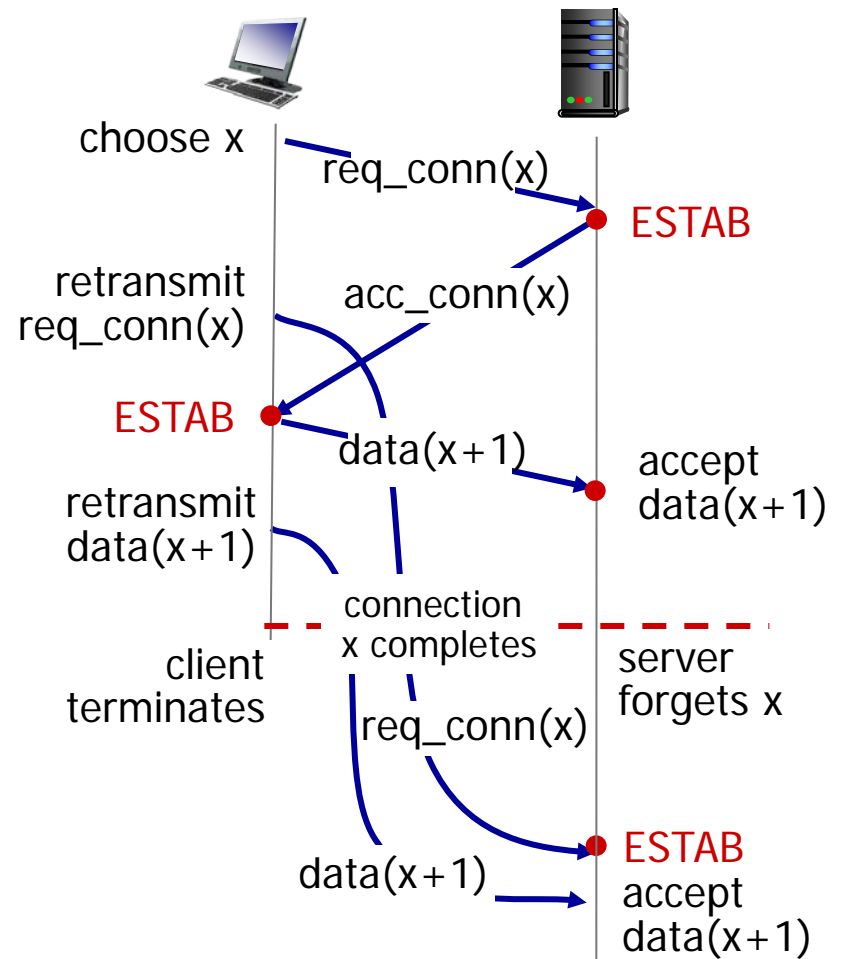 choose x
req_conn(x)
ESTAB
retransmit
req_conn(x)
acc_conn(x)
ESTAB
data(x+1)
accept
data(x+1)
retransmit
data(x+1)
connection
x completes
client
terminates
server
forgets x
req_conn(x)
ESTAB
data(x+1)
accept
data(x+1)